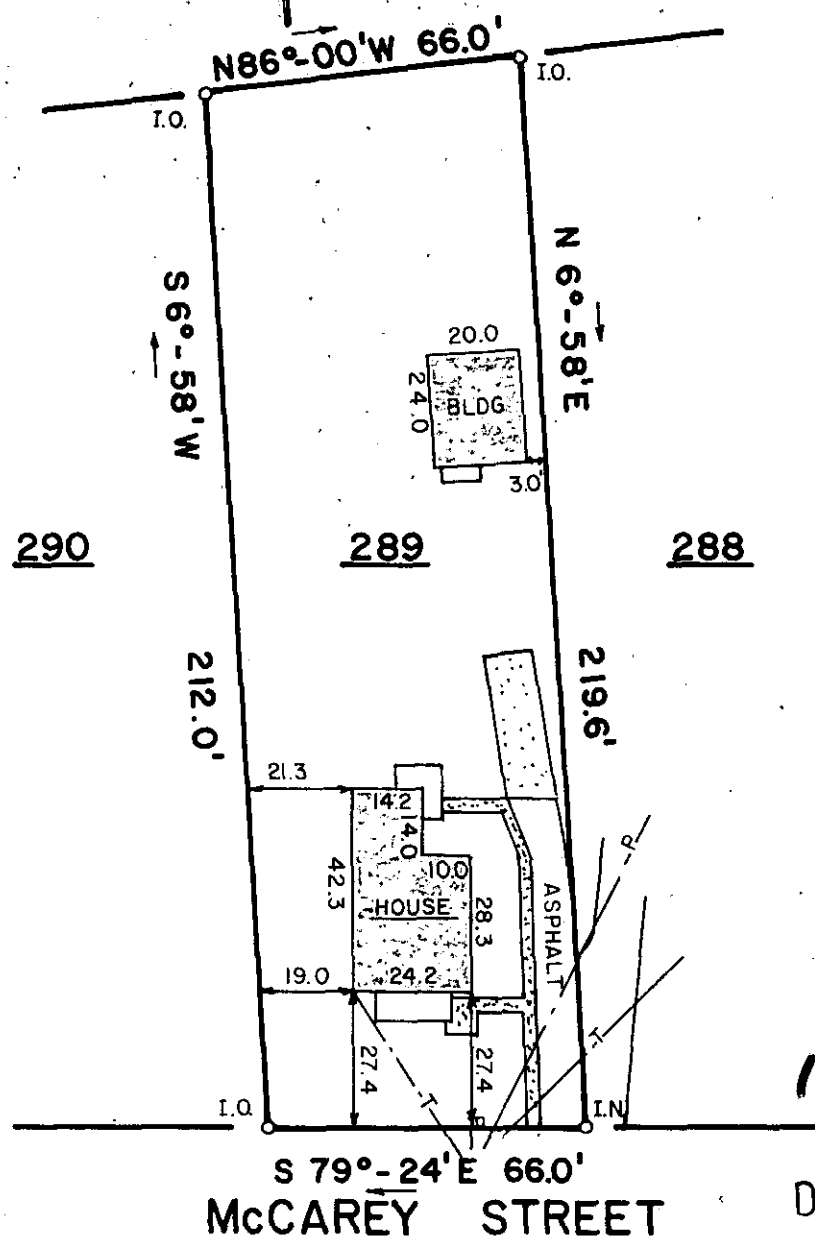 N86°-00'W 66.0'
I.O.
I.O.
S 6°-58'W
N 6°-58'E
20.0
24.0
BLDG
3.0
290
289
288
212.0'
219.6'
21.3
14.2
14.0
10.0
42.3
HOUSE
28.3
ASPHALT
P
19.0
24.2
T
27.4
27.4
T
I.O.
P
I.N.
S 79°-24'E 66.0'
McCAREY STREET
D